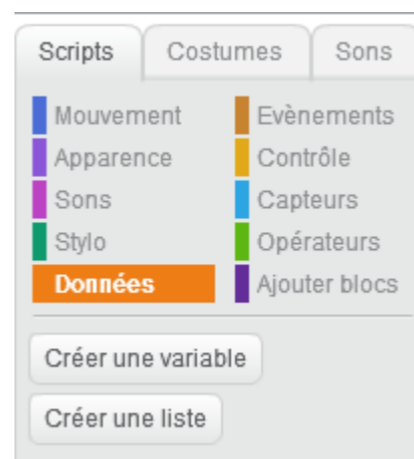 Scripts Costumes Sons
Mouvement Evènements
Apparence Contrôle
Sons Capteurs
Stylo Opérateurs
Données Ajouter blocs
Créer une variable
Créer une liste